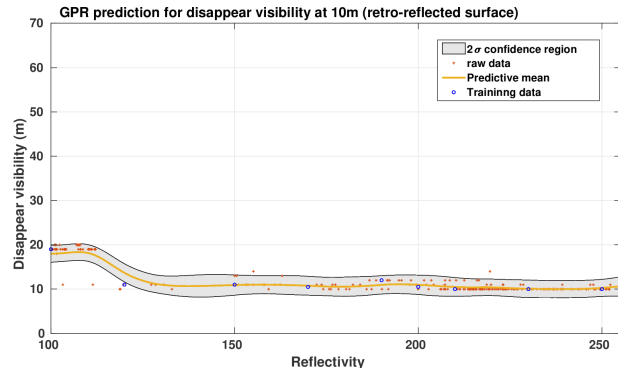 GPR prediction for disappear visibility at 10m (retro-reflected surface)
70
60
50
40
30
20
10
0
Disappear visibility (m)
2σ confidence region
raw data
Predictive mean
Traininng data
100
150
200
250
Reflectivity